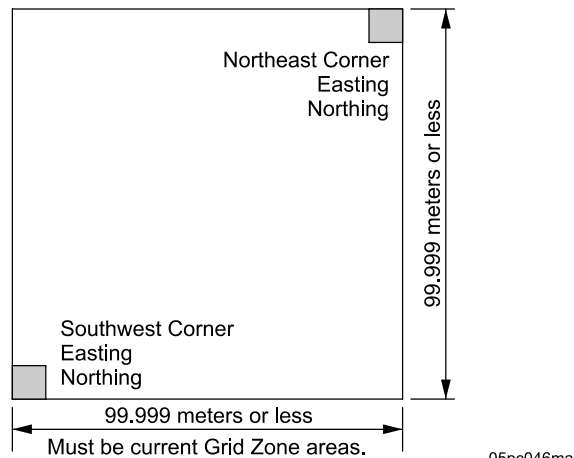 Northeast Corner
Easting
Northing
99.999 meters or less
Southwest Corner
Easting
Northing
99.999 meters or less
Must be current Grid Zone areas.
05pc046ma